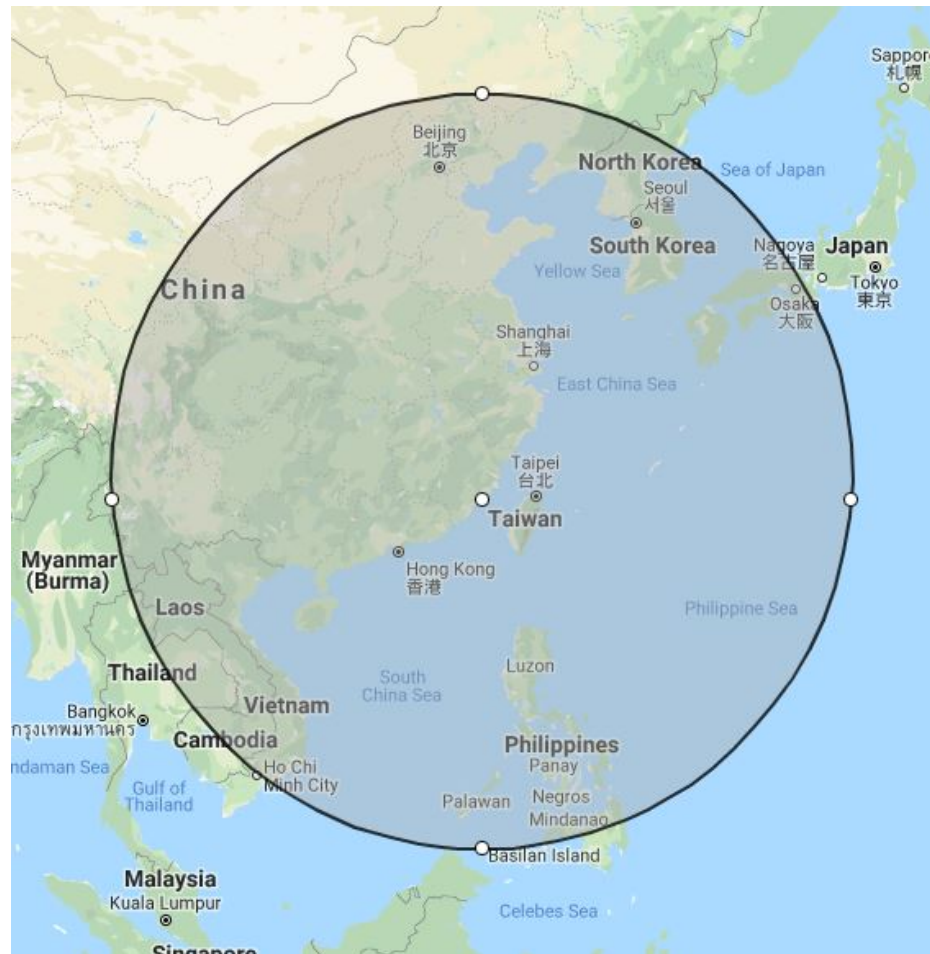 Sappor
札幌
Beijing
北京
North Korea
Sea of Japan
Seoul
서울
South Korea
Nagoya
名古屋
Japan
Yellow Sea
Tokyo
東京
China
Osaka
大阪
Shanghai
上海
East China Sea
Taipei
台北
Taiwan
Myanmar
(Burma)
Hong Kong
香港
Laos
Philippine Sea
Thailand
Luzon
South
China Sea
Vietnam
Bangkok
กรุงเทพมหานคร
Cambodia
Philippines
Panay
ndaman Sea
Ho Chi
Minh City
Gulf of
Thailand
Palawan
Negros
Mindanao
Basilan Island
Malaysia
Kuala Lumpur
Celebes Sea
Singapore